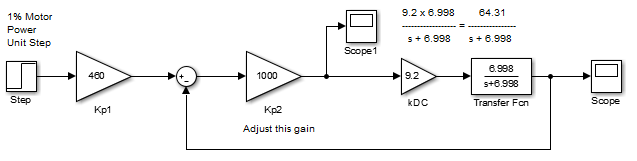 1% Motor
Power
Unit Step
9.2 x 6.998   64.31
---------------- = ----------------
s + 6.998   s + 6.998
Scope1
460
+
-
1000
9.2
6.998
s+6.998
Step
Kp1
Kp2
kDC
Transfer Fcn
Scope
Adjust this gain